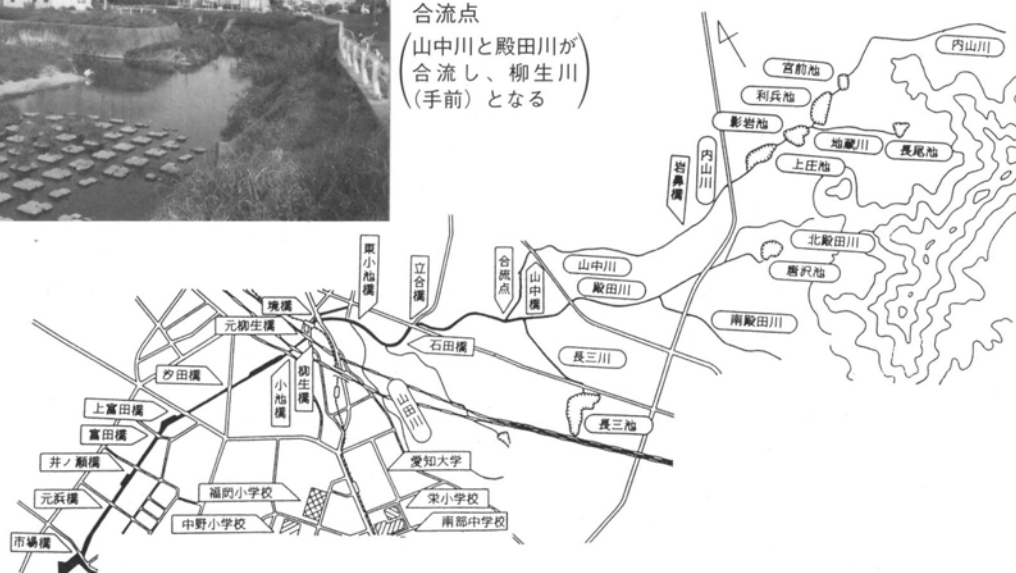 合流点
(山中川と殿田川が
合流し、柳生川
(手前)となる)
内山川
宮前池
利兵池
影岩池
地蔵川
長尾池
上庄池
内山川
岩鼻橋
北殿田川
唐沢池
山中川
殿田川
南殿田川
合流点
山中橋
立合橋
東小池橋
境橋
元柳生橋
石田橋
長三川
長三池
汐田橋
小池橋
柳生橋
山田川
上富田橋
富田橋
井ノ瀬橋
元浜橋
市場橋
愛知大学
福岡小学校
栄小学校
中野小学校
南部中学校